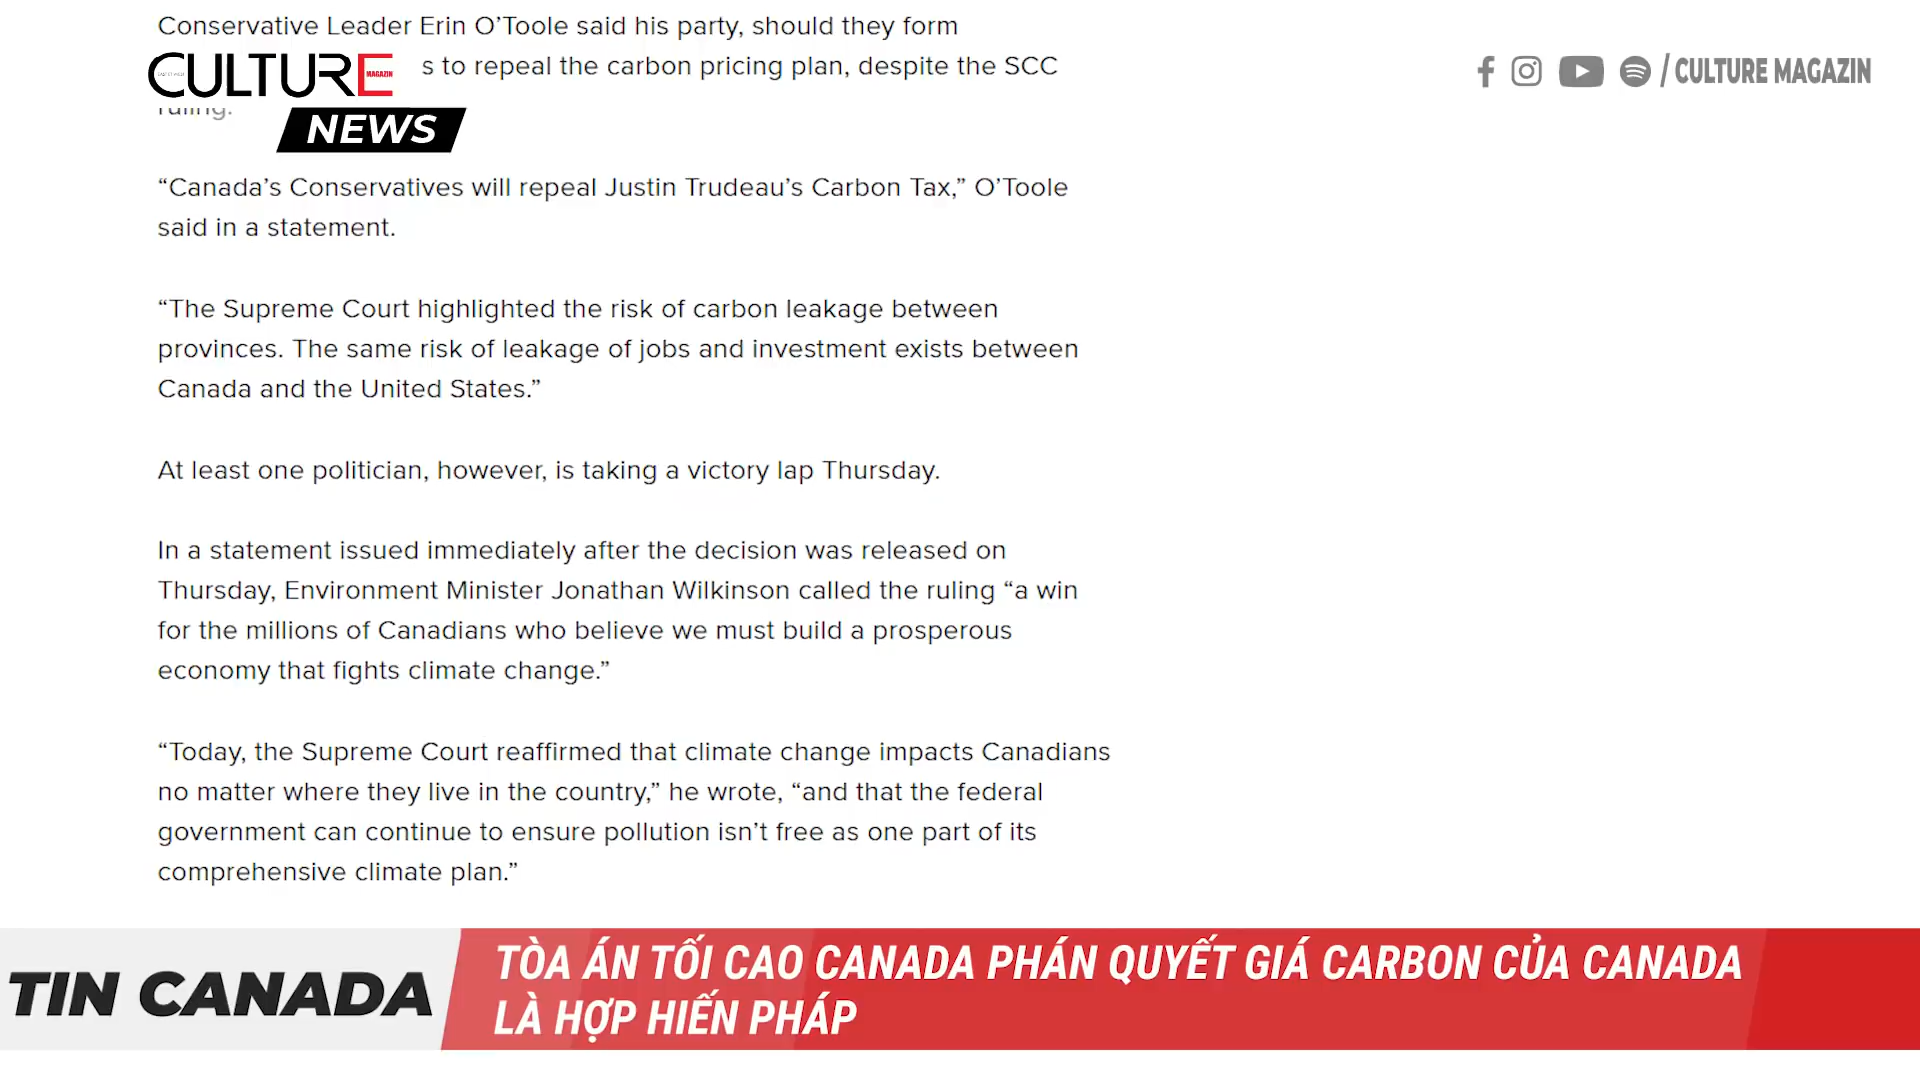 Conservative Leader Erin O’Toole said his party, should they form
s to repeal the carbon pricing plan, despite the SCC
ruling.
CULTURE
MAGAZIN
NEWS
/ CULTURE MAGAZIN
“Canada’s Conservatives will repeal Justin Trudeau’s Carbon Tax,” O’Toole
said in a statement.
“The Supreme Court highlighted the risk of carbon leakage between
provinces. The same risk of leakage of jobs and investment exists between
Canada and the United States.”
At least one politician, however, is taking a victory lap Thursday.
In a statement issued immediately after the decision was released on
Thursday, Environment Minister Jonathan Wilkinson called the ruling “a win
for the millions of Canadians who believe we must build a prosperous
economy that fights climate change.”
“Today, the Supreme Court reaffirmed that climate change impacts Canadians
no matter where they live in the country,” he wrote, “and that the federal
government can continue to ensure pollution isn’t free as one part of its
comprehensive climate plan.”
TIN CANADA
TÒA ÁN TỐI CAO CANADA PHÁN QUYẾT GIÁ CARBON CỦA CANADA
LÀ HỢP HIẾN PHÁP